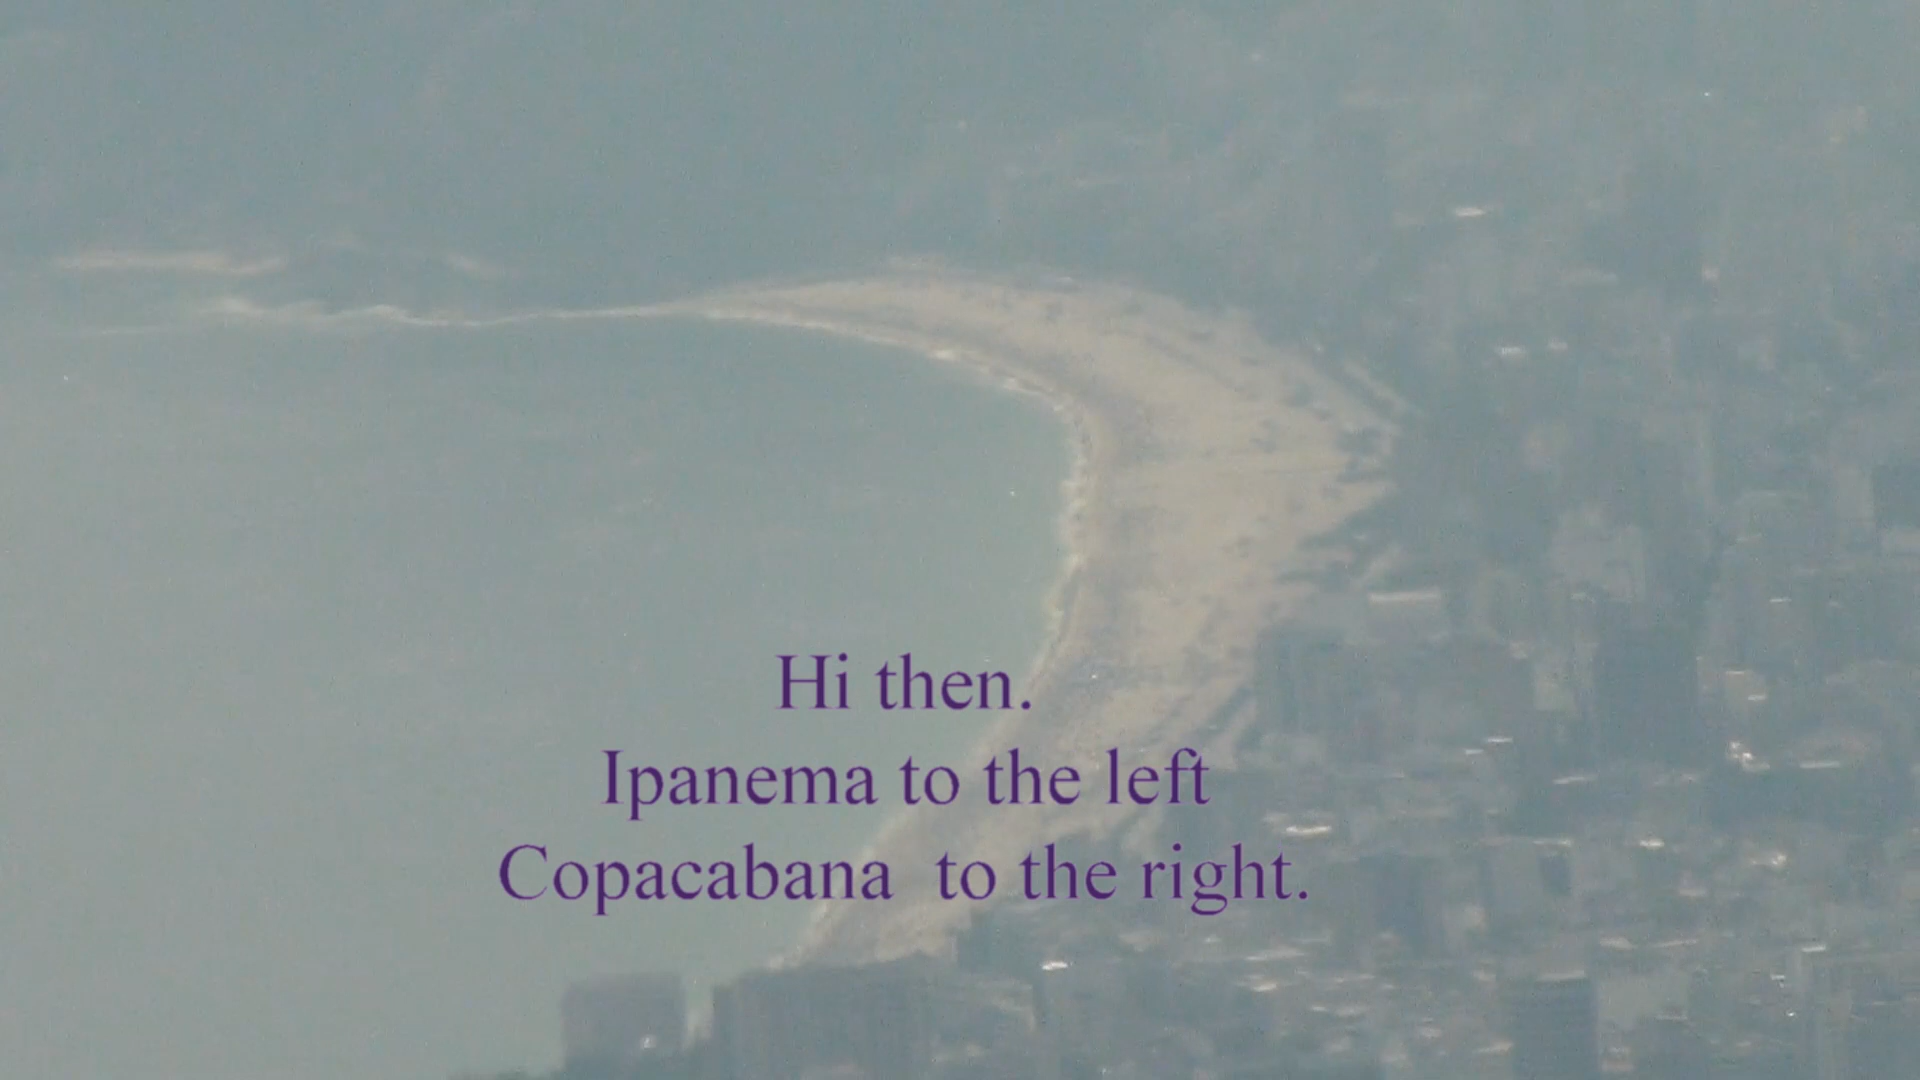 Hi then.
Ipanema to the left
Copacabana  to the right.